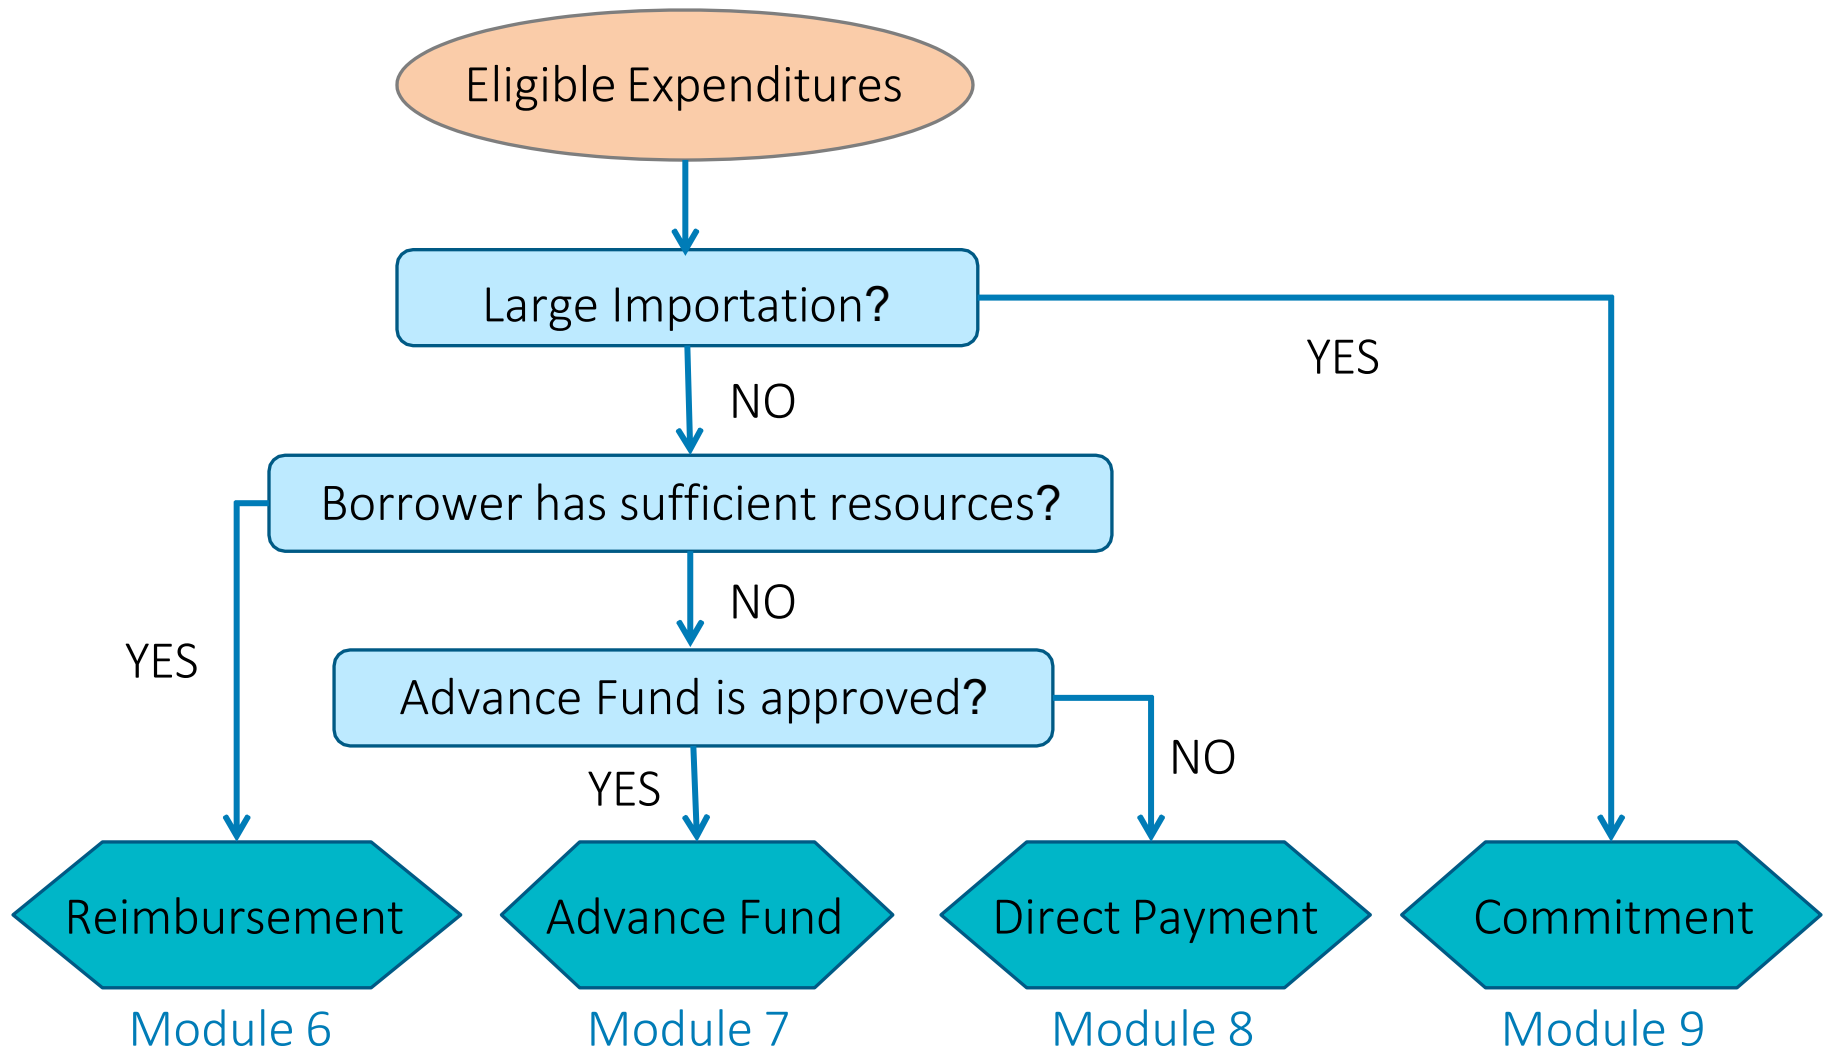 Eligible Expenditures
Large Importation?
YES
NO
Borrower has sufficient resources?
NO
YES
Advance Fund is approved?
NO
YES
Reimbursement
Advance Fund
Direct Payment
Commitment
Module 6
Module 7
Module 8
Module 9